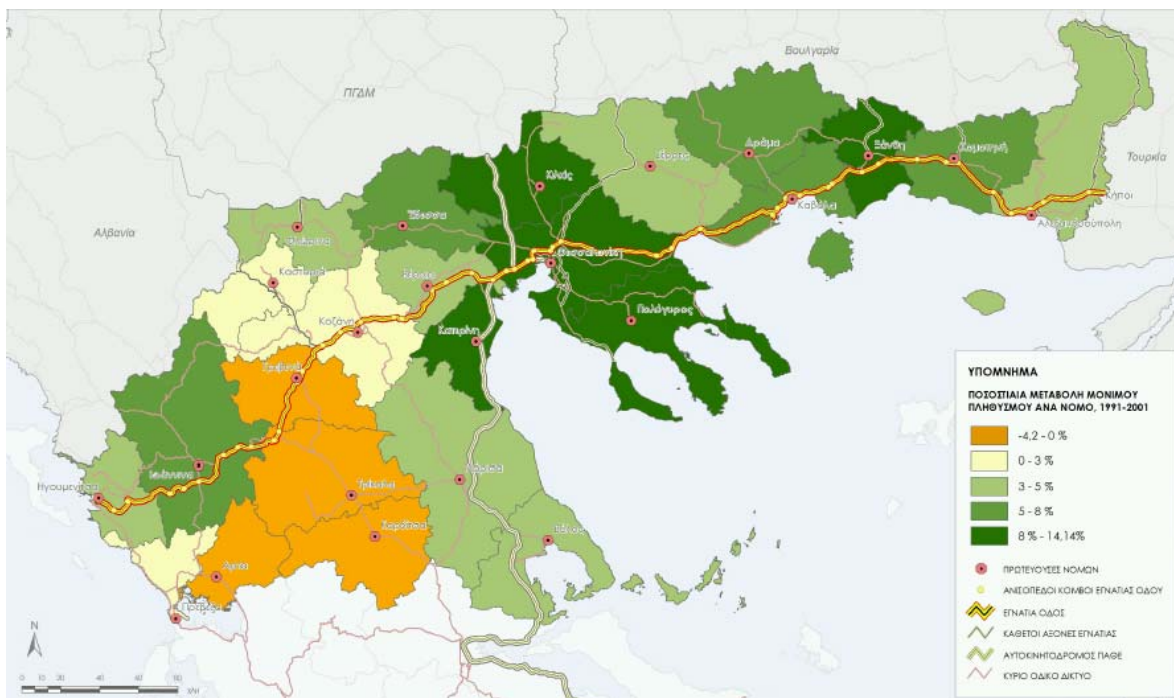 Βουλγαρία
ΠΓΔΜ
Τουρκία
Αλβανία
Δράμα
Ξάνθη
Κομοτηνή
Σέρρες
Κιλκίς
Κήποι
Καβάλα
Αλεξανδρούπολη
Έδεσσα
Φλώρινα
Θεσσαλονίκη
Καστοριά
Βέροια
Πολύγυρος
Κοζάνη
Κατερίνη
Γρεβενά
Ιωάννινα
Λάρισα
Ηγουμενίτσα
Τρίκαλα
Καρδίτσα
Βόλος
Άρτα
Πρέβεζα
N
0 10 20 40 60 80
ΧΛΜ
ΥΠΟΜΝΗΜΑ
ΠΟΣΟΣΤΙΑΙΑ ΜΕΤΑΒΟΛΗ ΜΟΝΙΜΟΥ
ΠΛΗΘΥΣΜΟΥ ΑΝΑ ΝΟΜΟ, 1991-2001
-4,2 - 0 %
0 - 3 %
3 - 5 %
5 - 8 %
8 % - 14,14%
ΠΡΩΤΕΥΟΥΣΕΣ ΝΟΜΩΝ
ΑΝΙΣΟΠΕΔΟΙ ΚΟΜΒΟΙ ΕΓΝΑΤΙΑΣ ΟΔΟΥ
ΕΓΝΑΤΙΑ ΟΔΟΣ
ΚΑΘΕΤΟΙ ΑΞΟΝΕΣ ΕΓΝΑΤΙΑΣ
ΑΥΤΟΚΙΝΗΤΟΔΡΟΜΟΣ ΠΑΘΕ
ΚΥΡΙΟ ΟΔΙΚΟ ΔΙΚΤΥΟ